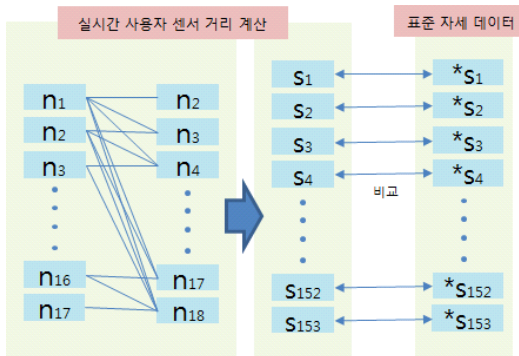 실시간 사용자 센서 거리 계산
표준 자세 데이터
n1 n2
n2 n3
n3 n4
n16 n17
n17 n18
s1 *s1
s2 *s2
s3 *s3
s4 *s4
비교
s152 *s152
s153 *s153